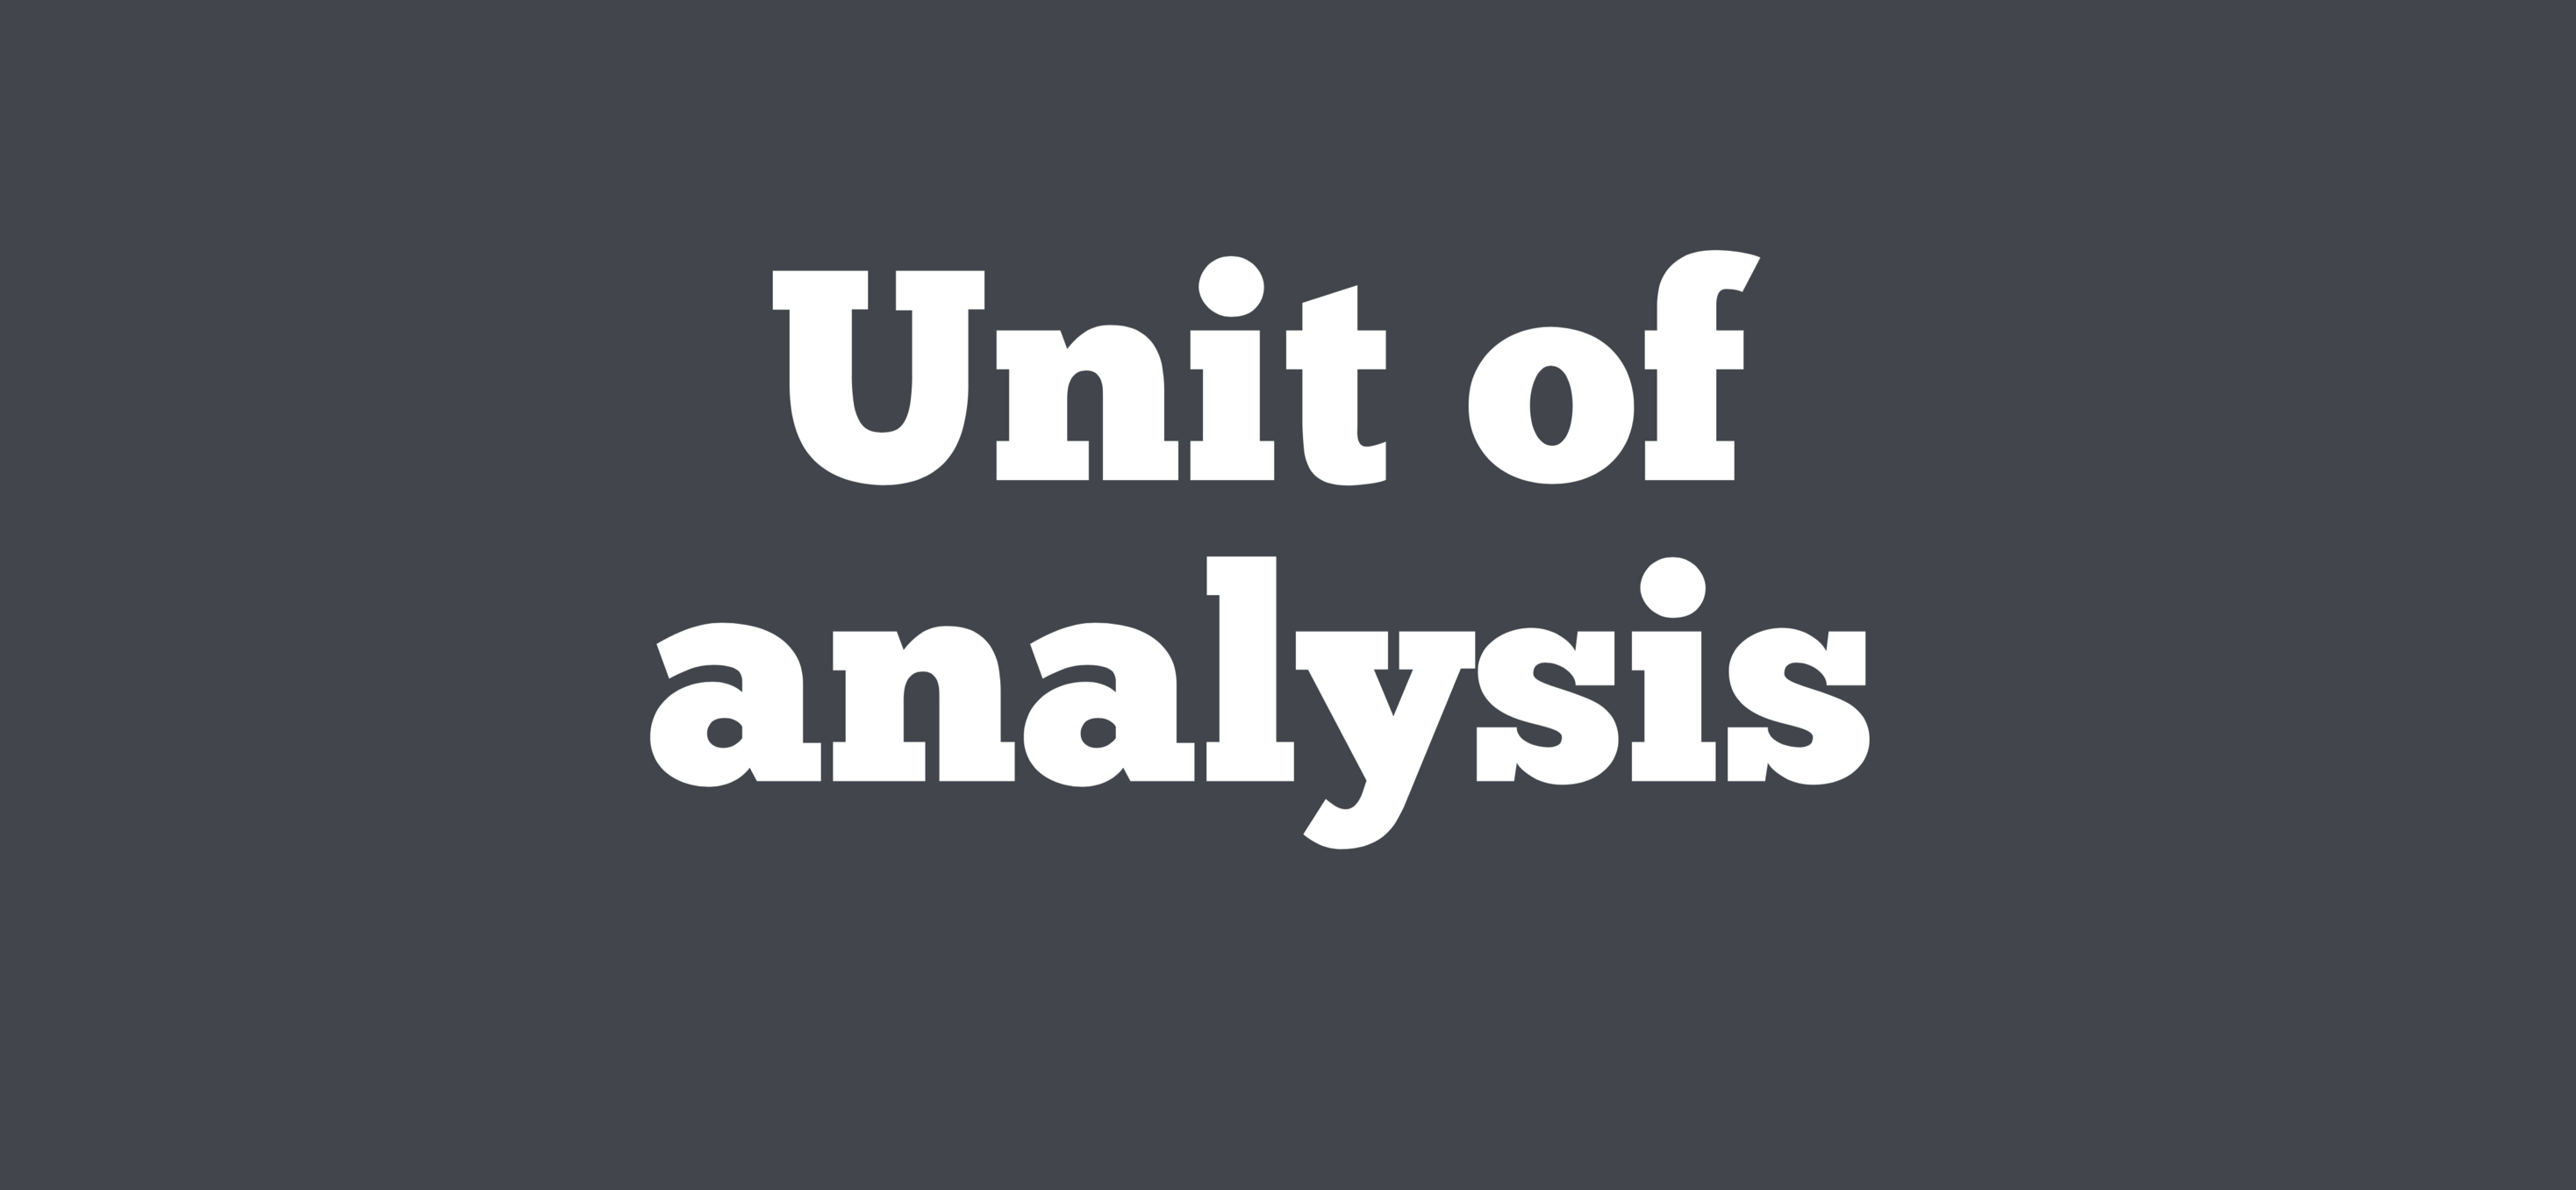 Unit of
analysis